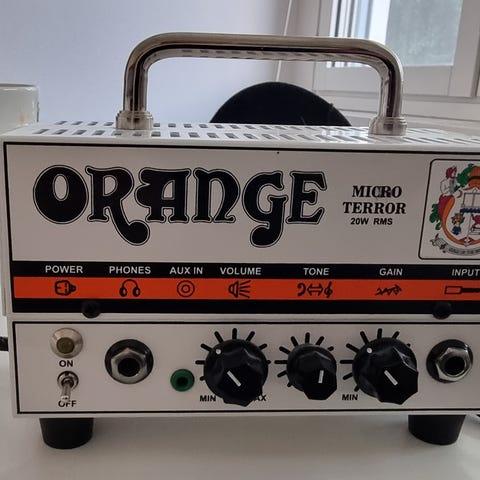 ORANGE
MICRO
TERROR
20W RMS
POWER PHONES AUX IN VOLUME TONE GAIN INPUT
ON
OFF
MIN MAX MIN